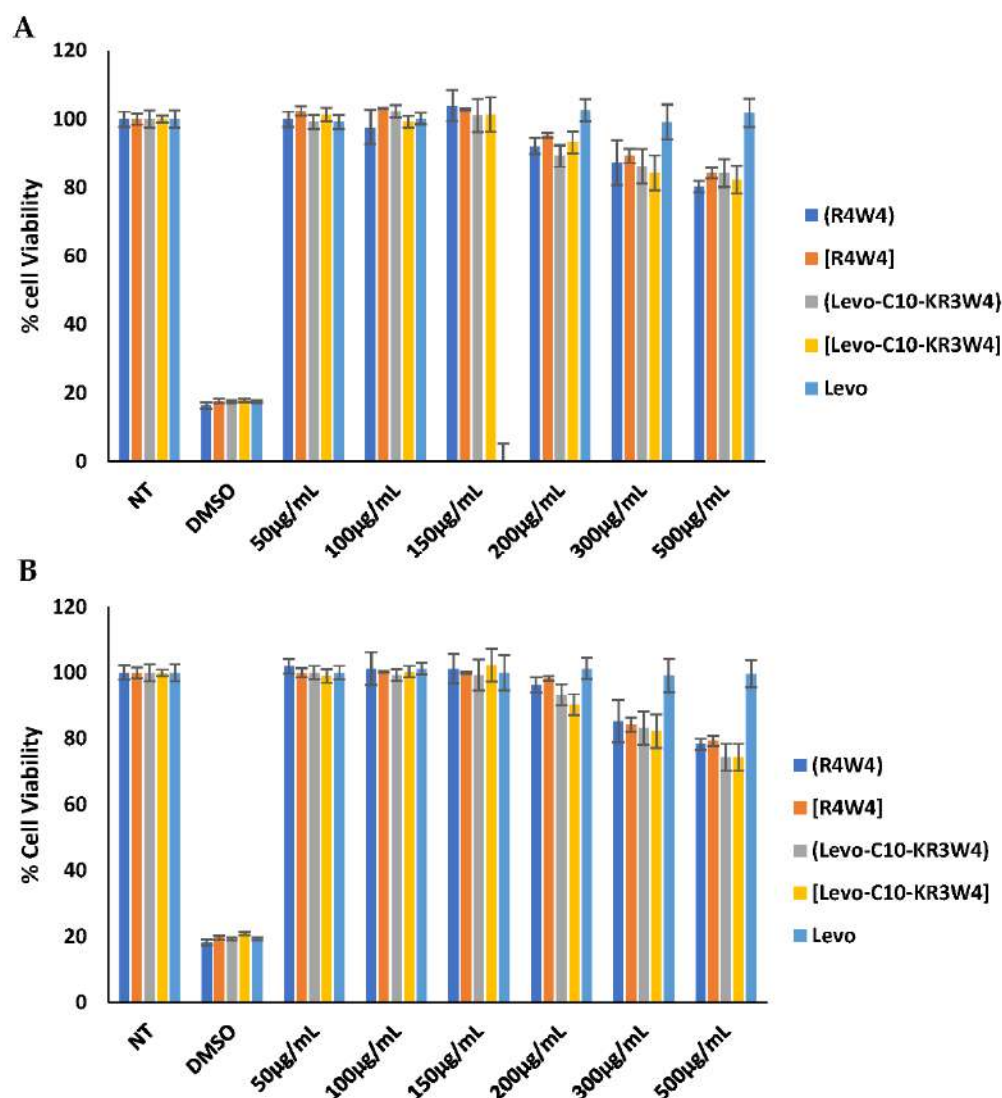 A
120
100
80
60
40
20
0
% cell Viability
NT
DMSO
50µg/mL
100µg/mL
150µg/mL
200µg/mL
300µg/mL
500µg/mL
(R4W4)
[R4W4]
(Levo-C10-KR3W4)
[Levo-C10-KR3W4]
Levo
B
120
100
80
60
40
20
0
% Cell Viability
NT
DMSO
50µg/mL
100µg/mL
150µg/mL
200µg/mL
300µg/mL
500µg/mL
(R4W4)
[R4W4]
(Levo-C10-KR3W4)
[Levo-C10-KR3W4]
Levo